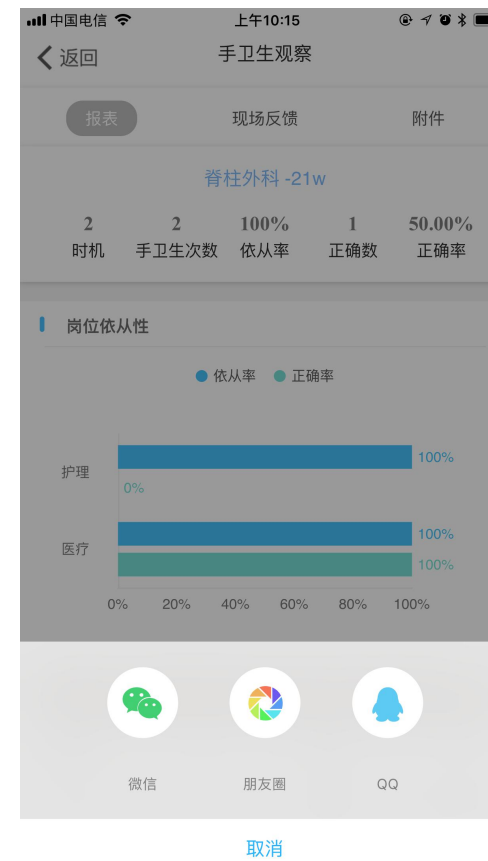 中国电信 上午10:15
返回 手卫生观察
报表 现场反馈 附件
脊柱外科 -21w
2 2 100% 1 50.00%
时机 手卫生次数 依从率 正确数 正确率
岗位依从性
依从率 正确率
100%
护理
0%
100%
医疗
100%
0% 20% 40% 60% 80% 100%
微信 朋友圈 QQ
取消